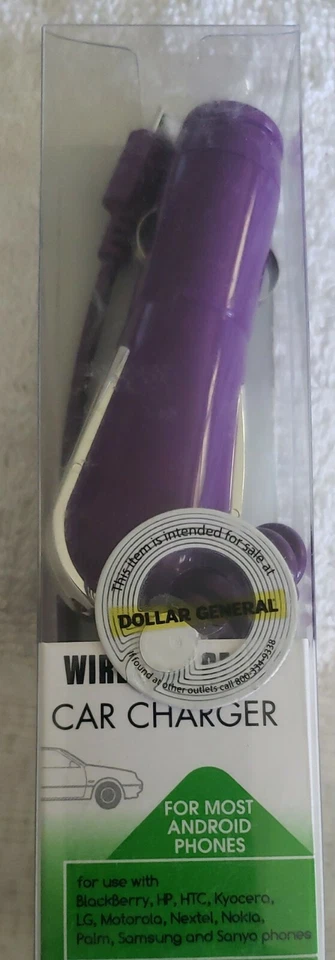 This item is intended for sale at
DOLLAR GENERAL
If found at other outlets call 800-334-9338
CAR CHARGER
FOR MOST
ANDROID
PHONES
for use with
BlackBerry, HP, HTC, Kyocera,
LG, Motorola, Nextel, Nokia,
Palm, Samsung and Sanyo phones